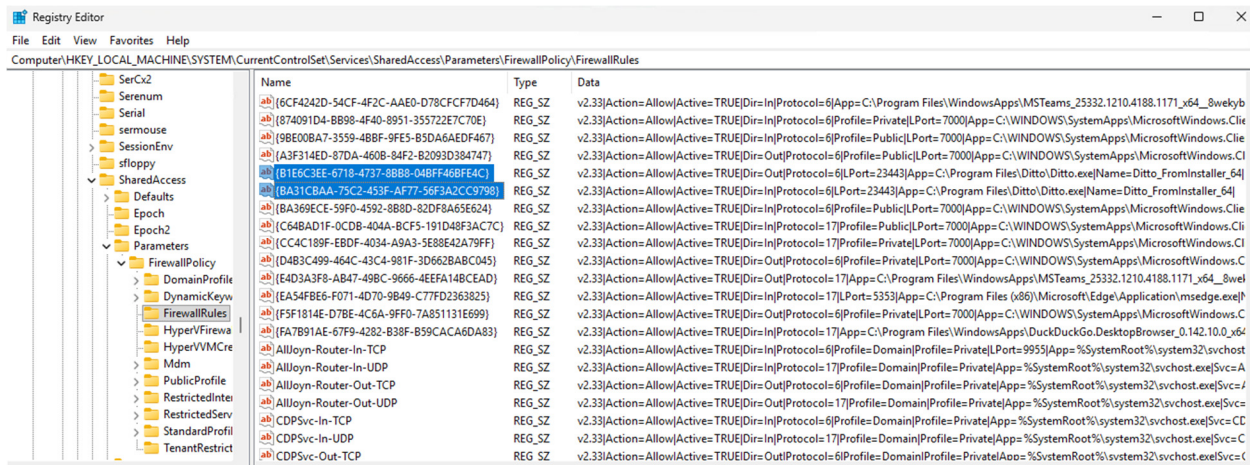 Registry Editor
File Edit View Favorites Help
Computer\HKEY_LOCAL_MACHINE\SYSTEM\CurrentControlSet\Services\SharedAccess\Parameters\FirewallPolicy\FirewallRules
SerCx2
Serenum
Serial
sermouse
SessionEnv
sfloppy
SharedAccess
Defaults
Epoch
Epoch2
Parameters
FirewallPolicy
DomainProfile
DynamicKeyw
FirewallRules
HyperVFirewa
HyperVVMCre
Mdm
PublicProfile
RestrictedInter
RestrictedServ
StandardProfil
TenantRestrict
Name Type Data
{6CF4242D-54CF-4F2C-AAE0-D78CFCF7D464} REG_SZ v2.33|Action=Allow|Active=TRUE|Dir=In|Protocol=6|App=C:\Program Files\WindowsApps\MSTeams_25332.1210.4188.1171_x64__8wekyb
{874091D4-BB98-4F40-8951-355722E7C70E} REG_SZ v2.33|Action=Allow|Active=TRUE|Dir=In|Protocol=6|Profile=Private|LPort=7000|App=C:\WINDOWS\SystemApps\MicrosoftWindows.Clie
{9BE00BA7-3559-4BBF-9FE5-B5DA6AEDF467} REG_SZ v2.33|Action=Allow|Active=TRUE|Dir=In|Protocol=6|Profile=Public|LPort=7000|App=C:\WINDOWS\SystemApps\MicrosoftWindows.Clie
{A3F314ED-87DA-460B-84F2-B2093D384747} REG_SZ v2.33|Action=Allow|Active=TRUE|Dir=Out|Protocol=6|Profile=Public|LPort=7000|App=C:\WINDOWS\SystemApps\MicrosoftWindows.Cl
{B1E6C3EE-6718-4737-8BB8-04BFF46BFE4C} REG_SZ v2.33|Action=Allow|Active=TRUE|Dir=Out|Protocol=6|LPort=23443|App=C:\Program Files\Ditto\Ditto.exe|Name=Ditto_FromInstaller_64|
{BA31CBAA-75C2-453F-AF77-56F3A2CC9798} REG_SZ v2.33|Action=Allow|Active=TRUE|Dir=In|Protocol=6|LPort=23443|App=C:\Program Files\Ditto\Ditto.exe|Name=Ditto_FromInstaller_64|
{BA369ECE-59F0-4592-8B8D-82DF8A65E624} REG_SZ v2.33|Action=Allow|Active=TRUE|Dir=In|Protocol=6|Profile=Public|LPort=7000|App=C:\WINDOWS\SystemApps\MicrosoftWindows.Clie
{C64BAD1F-0CDB-404A-BCF5-191D48F3AC7C} REG_SZ v2.33|Action=Allow|Active=TRUE|Dir=In|Protocol=17|Profile=Public|LPort=7000|App=C:\WINDOWS\SystemApps\MicrosoftWindows.Cli
{CC4C189F-EBDF-4034-A9A3-5E88E42A79FF} REG_SZ v2.33|Action=Allow|Active=TRUE|Dir=In|Protocol=17|Profile=Private|LPort=7000|App=C:\WINDOWS\SystemApps\MicrosoftWindows.Cl
{D4B3C499-464C-43C4-981F-3D662BABC045} REG_SZ v2.33|Action=Allow|Active=TRUE|Dir=Out|Protocol=6|Profile=Private|LPort=7000|App=C:\WINDOWS\SystemApps\MicrosoftWindows.C
{E4D3A3F8-AB47-49BC-9666-4EEFA14BCEAD} REG_SZ v2.33|Action=Allow|Active=TRUE|Dir=Out|Protocol=17|App=C:\Program Files\WindowsApps\MSTeams_25332.1210.4188.1171_x64__8wek
{EA54FBE6-F071-4D70-9B49-C77FD2363825} REG_SZ v2.33|Action=Allow|Active=TRUE|Dir=In|Protocol=17|LPort=5353|App=C:\Program Files (x86)\Microsoft\Edge\Application\msedge.exe|N
{F5F1814E-D7BE-4C6A-9FF0-7A851131E699} REG_SZ v2.33|Action=Allow|Active=TRUE|Dir=Out|Protocol=6|Profile=Private|LPort=7000|App=C:\WINDOWS\SystemApps\MicrosoftWindows.C
{FA7B91AE-67F9-4282-B38F-B59CACA6DA83} REG_SZ v2.33|Action=Allow|Active=TRUE|Dir=In|Protocol=17|App=C:\Program Files\WindowsApps\DuckDuckGo.DesktopBrowser_0.142.10.0_x64
AllJoyn-Router-In-TCP REG_SZ v2.33|Action=Allow|Active=TRUE|Dir=In|Protocol=6|Profile=Domain|Profile=Private|LPort=9955|App=%SystemRoot%\system32\svchost
AllJoyn-Router-In-UDP REG_SZ v2.33|Action=Allow|Active=TRUE|Dir=In|Protocol=17|Profile=Domain|Profile=Private|App=%SystemRoot%\system32\svchost.exe|Svc=A
AllJoyn-Router-Out-TCP REG_SZ v2.33|Action=Allow|Active=TRUE|Dir=Out|Protocol=6|Profile=Domain|Profile=Private|App=%SystemRoot%\system32\svchost.exe|Svc=A
AllJoyn-Router-Out-UDP REG_SZ v2.33|Action=Allow|Active=TRUE|Dir=Out|Protocol=17|Profile=Domain|Profile=Private|App=%SystemRoot%\system32\svchost.exe|Svc=
CDPSvc-In-TCP REG_SZ v2.33|Action=Allow|Active=TRUE|Dir=In|Protocol=6|Profile=Domain|Profile=Private|App=%SystemRoot%\system32\svchost.exe|Svc=CD
CDPSvc-In-UDP REG_SZ v2.33|Action=Allow|Active=TRUE|Dir=In|Protocol=17|Profile=Domain|Profile=Private|App=%SystemRoot%\system32\svchost.exe|Svc=C
CDPSvc-Out-TCP REG_SZ v2.33|Action=Allow|Active=TRUE|Dir=Out|Protocol=6|Profile=Domain|Profile=Private|App=%SystemRoot%\system32\svchost.exe|Svc=C